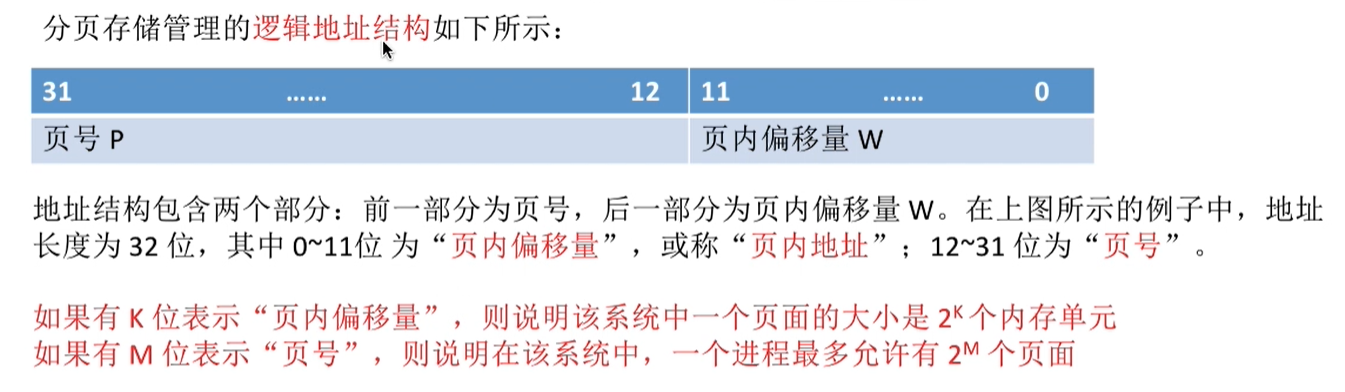 分页存储管理的逻辑地址结构如下所示：
31 …… 12 11 …… 0
页号 P 页内偏移量 W
地址结构包含两个部分：前一部分为页号，后一部分为页内偏移量 W。在上图所示的例子中，地址
长度为 32 位，其中 0~11位 为“页内偏移量”，或称“页内地址”；12~31 位为“页号”。
如果有 K 位表示“页内偏移量”，则说明该系统中一个页面的大小是 2ᴷ 个内存单元
如果有 M 位表示“页号”，则说明在该系统中，一个进程最多允许有 2ᴹ 个页面